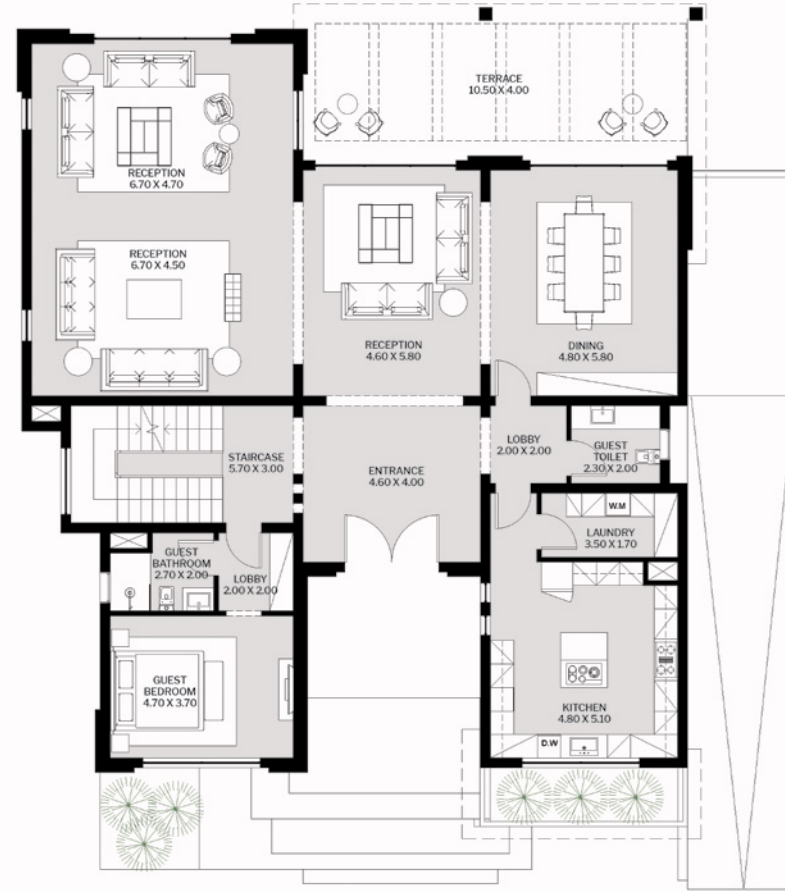 TERRACE
10.50 X 4.00
RECEPTION
6.70 X 4.70
RECEPTION
6.70 X 4.50
RECEPTION
4.60 X 5.80
DINING
4.80 X 5.80
STAIRCASE
5.70 X 3.00
ENTRANCE
4.60 X 4.00
LOBBY
2.00 X 2.00
GUEST
TOILET
2.30 X 2.00
W.M
LAUNDRY
3.50 X 1.70
GUEST
BATHROOM
2.70 X 2.00
LOBBY
2.00 X 2.00
GUEST
BEDROOM
4.70 X 3.70
KITCHEN
4.80 X 5.10
D.W